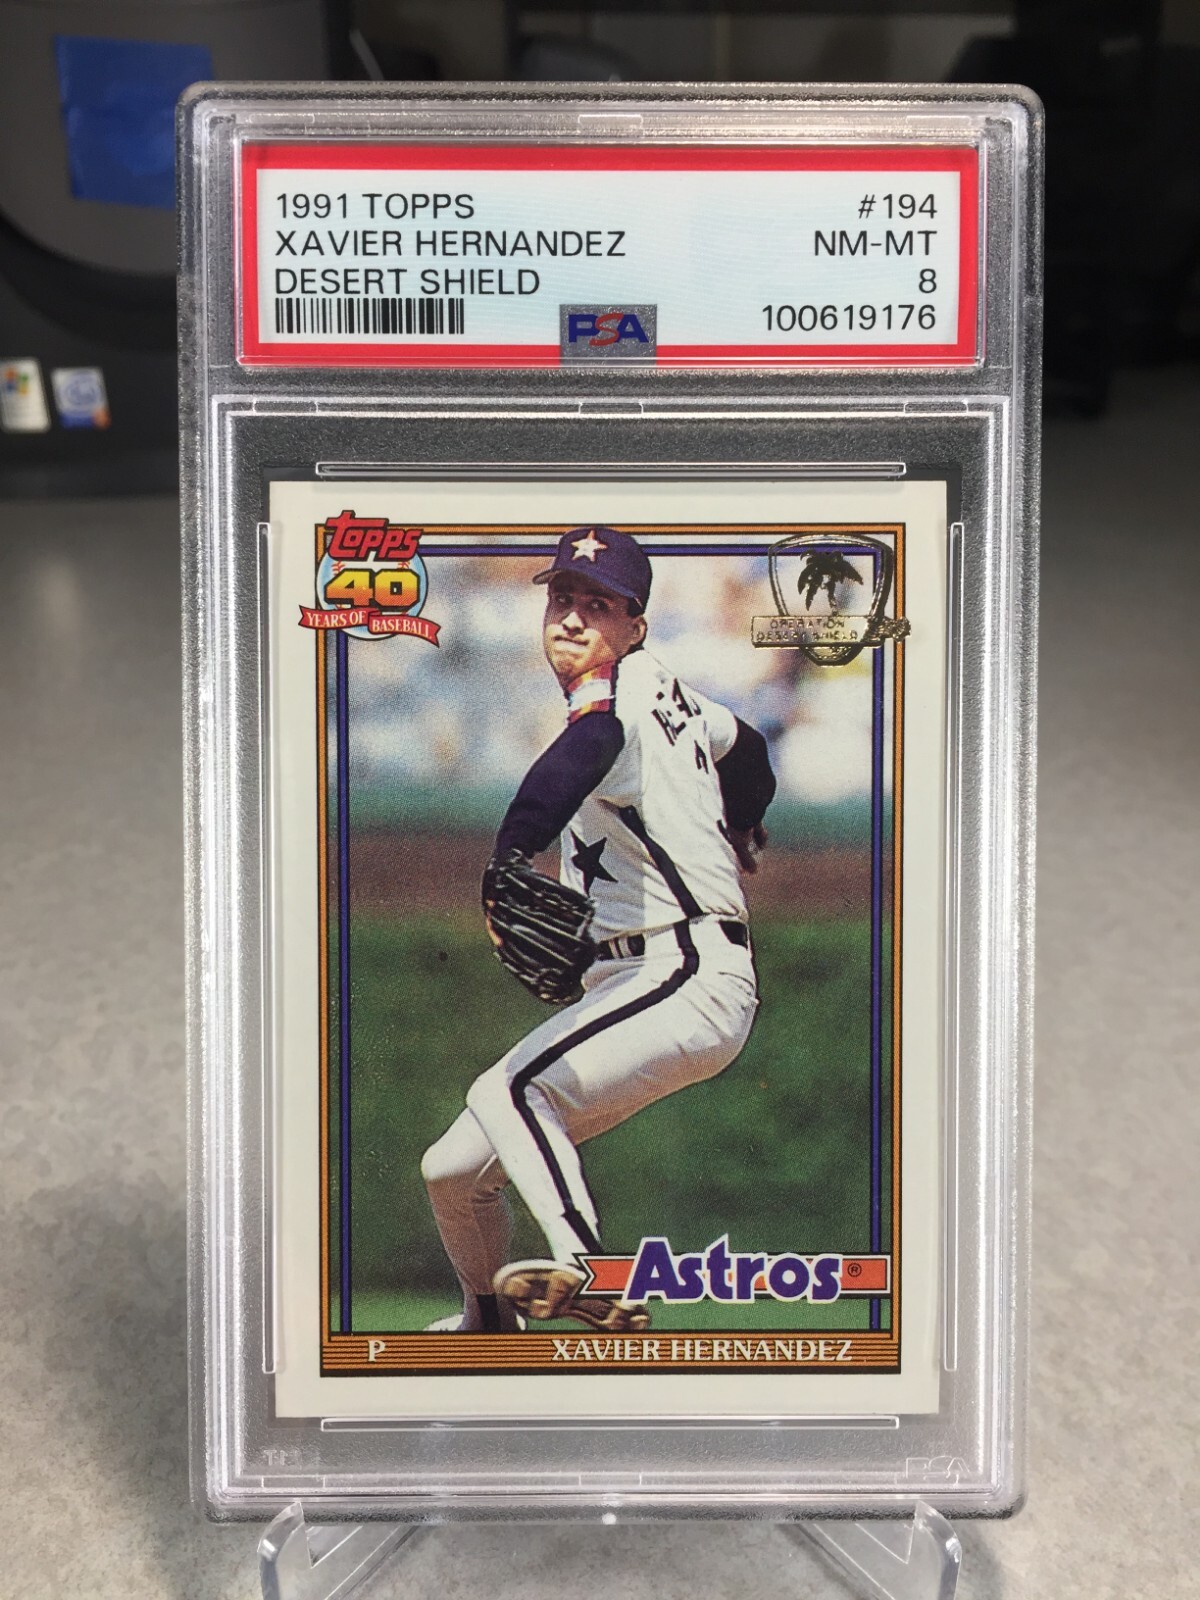 1991 TOPPS
#194
XAVIER HERNANDEZ
NM-MT
DESERT SHIELD
8
100619176
PSA
Topps
40
YEARS OF BASEBALL
OPERATION
DESERT SHIELD
Astros®
P
XAVIER HERNANDEZ
PSA